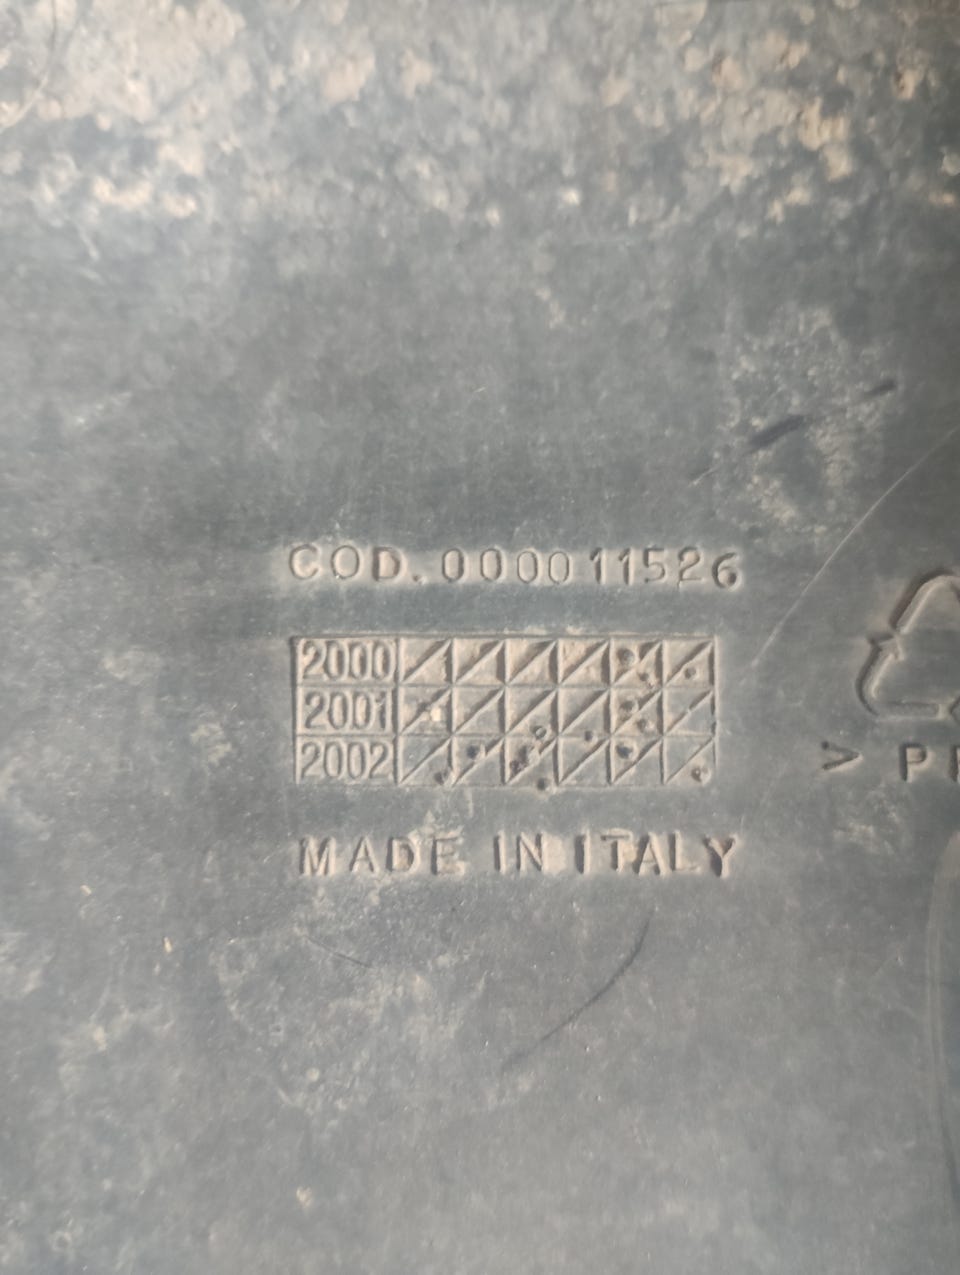 COD. 000011526
2000
2001
2002
> P
MADE IN ITALY